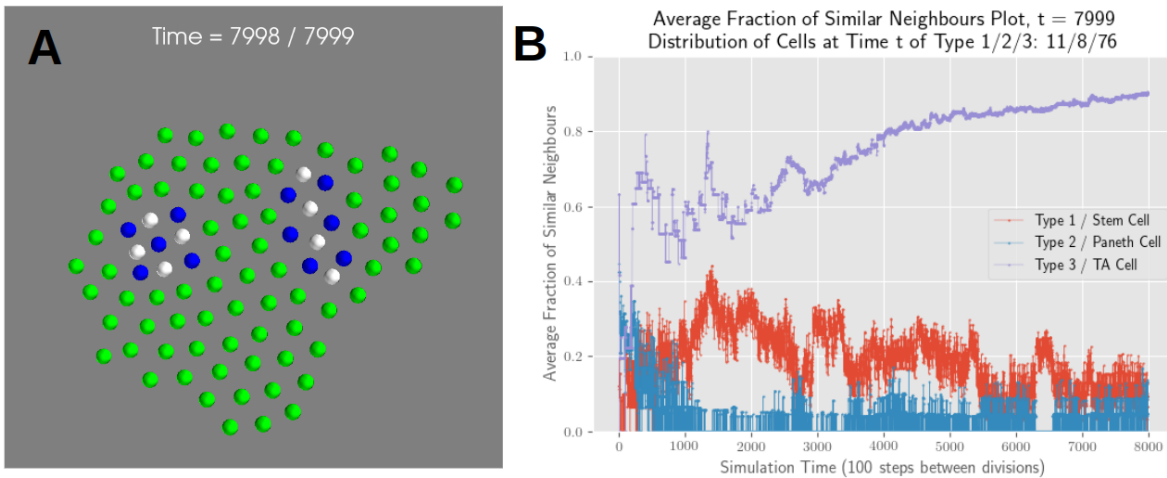 A
Time = 7998 / 7999
B
Average Fraction of Similar Neighbours Plot, t = 7999
Distribution of Cells at Time t of Type 1/2/3: 11/8/76
Average Fraction of Similar Neighbours
1.0
0.8
0.6
0.4
0.2
0.0
Type 1 / Stem Cell
Type 2 / Paneth Cell
Type 3 / TA Cell
0 1000 2000 3000 4000 5000 6000 7000 8000
Simulation Time (100 steps between divisions)